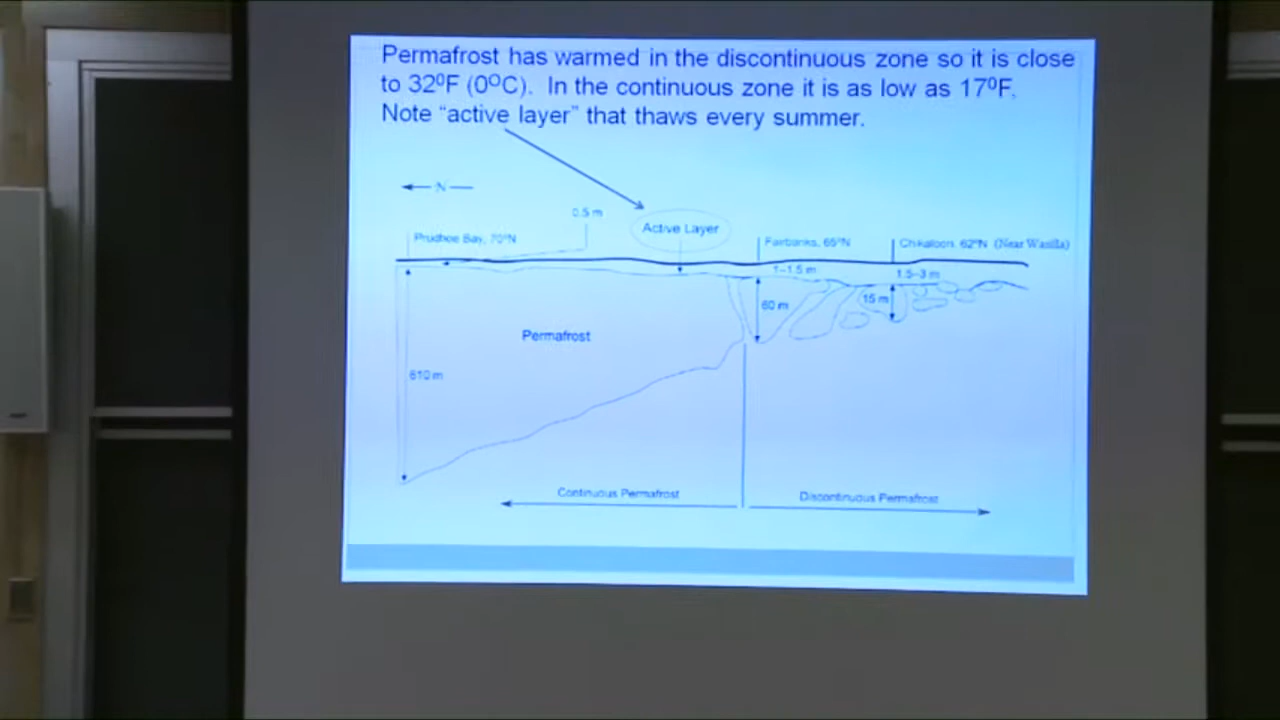 Permafrost has warmed in the discontinuous zone so it is close
to 32⁰F (0⁰C). In the continuous zone it is as low as 17⁰F.
Note “active layer” that thaws every summer.
N
0.5 m
Active Layer
Prudhoe Bay, 70°N
Fairbanks, 65°N
Chikaloon, 62°N (Near Wasilla)
1–1.5 m
1.5–3 m
60 m
15 m
Permafrost
610 m
Continuous Permafrost
Discontinuous Permafrost